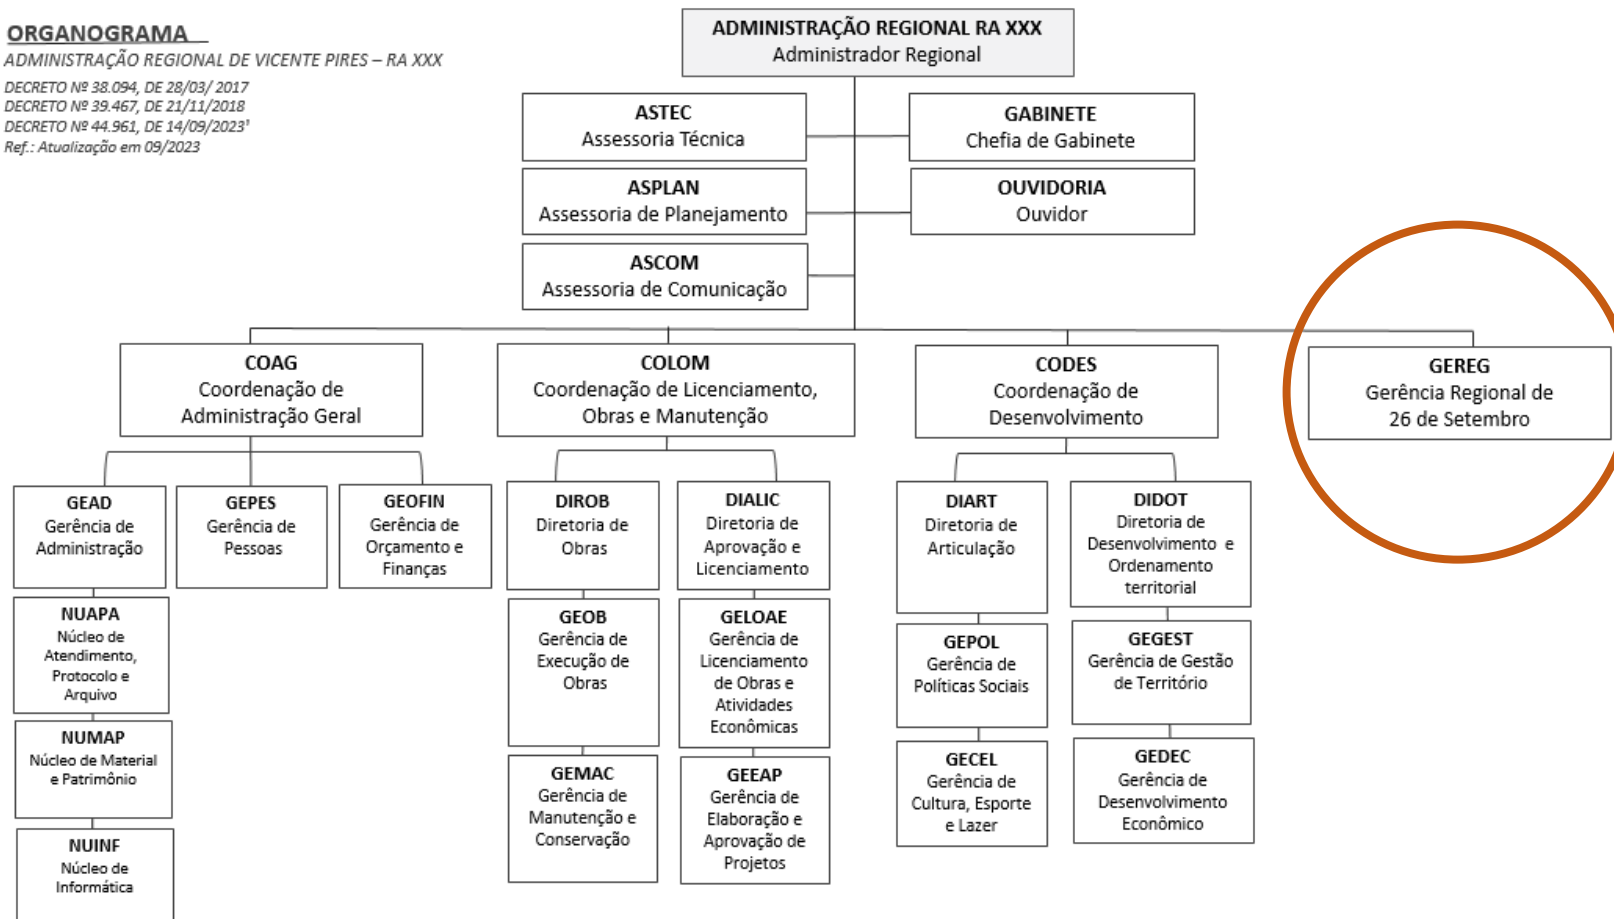 ORGANOGRAMA
ADMINISTRAÇÃO REGIONAL DE VICENTE PIRES – RA XXX
DECRETO Nº 38.094, DE 28/03/ 2017
DECRETO Nº 39.467, DE 21/11/2018
DECRETO Nº 44.961, DE 14/09/2023¹
Ref.: Atualização em 09/2023
ADMINISTRAÇÃO REGIONAL RA XXX
Administrador Regional
ASTEC
Assessoria Técnica
GABINETE
Chefia de Gabinete
ASPLAN
Assessoria de Planejamento
OUVIDORIA
Ouvidor
ASCOM
Assessoria de Comunicação
COAG
Coordenação de
Administração Geral
COLOM
Coordenação de Licenciamento,
Obras e Manutenção
CODES
Coordenação de
Desenvolvimento
GEREG
Gerência Regional de
26 de Setembro
GEAD
Gerência de
Administração
GEPES
Gerência de
Pessoas
GEOFIN
Gerência de
Orçamento e
Finanças
DIROB
Diretoria de
Obras
DIALIC
Diretoria de
Aprovação e
Licenciamento
DIART
Diretoria de
Articulação
DIDOT
Diretoria de
Desenvolvimento e
Ordenamento
territorial
NUAPA
Núcleo de
Atendimento,
Protocolo e
Arquivo
GEOB
Gerência de
Execução de
Obras
GELOAE
Gerência de
Licenciamento
de Obras e
Atividades
Econômicas
GEPOL
Gerência de
Políticas Sociais
GEGEST
Gerência de Gestão
de Território
NUMAP
Núcleo de Material
e Patrimônio
GEMAC
Gerência de
Manutenção e
Conservação
GEEAP
Gerência de
Elaboração e
Aprovação de
Projetos
GECEL
Gerência de
Cultura, Esporte
e Lazer
GEDEC
Gerência de
Desenvolvimento
Econômico
NUINF
Núcleo de
Informática